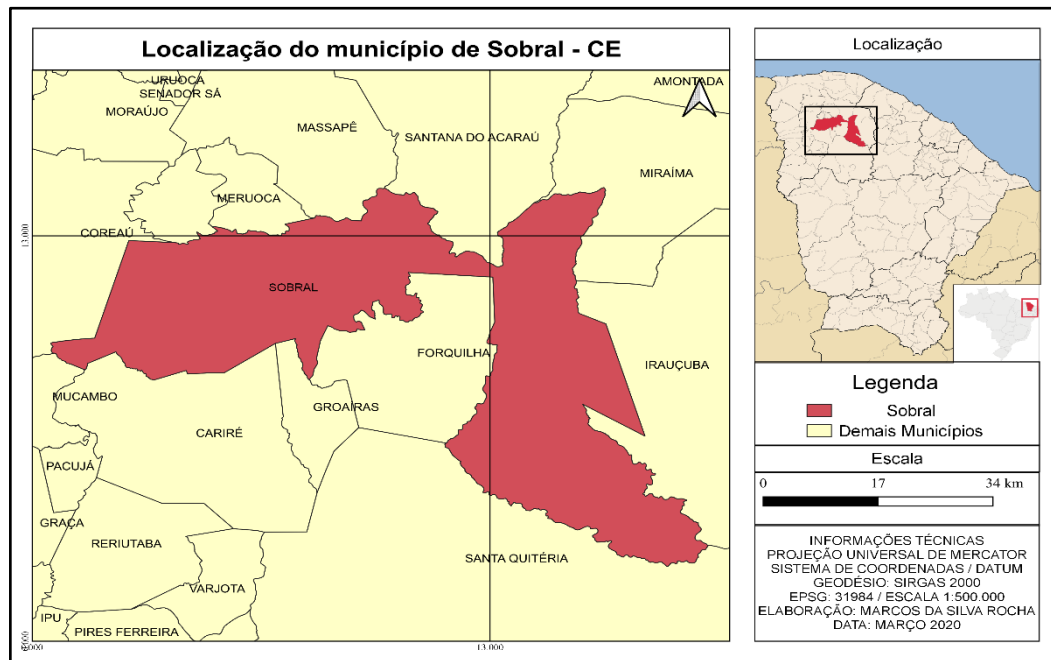 Localização do município de Sobral - CE
URUOCA
SENADOR SÁ
MORAÚJO
AMONTADA
MASSAPÊ
SANTANA DO ACARAÚ
MIRAÍMA
MERUOCA
COREAÚ
13.000
SOBRAL
FORQUILHA
IRAUÇUBA
MUCAMBO
GROAÍRAS
CARIRÉ
PACUJÁ
GRAÇA
RERIUTABA
SANTA QUITÉRIA
VARJOTA
IPU
PIRES FERREIRA
13.000
Localização
Legenda
Sobral
Demais Municípios
Escala
0 17 34 km
INFORMAÇÕES TÉCNICAS
PROJEÇÃO UNIVERSAL DE MERCATOR
SISTEMA DE COORDENADAS / DATUM
GEODÉSIO: SIRGAS 2000
EPSG: 31984 / ESCALA 1:500.000
ELABORAÇÃO: MARCOS DA SILVA ROCHA
DATA: MARÇO 2020